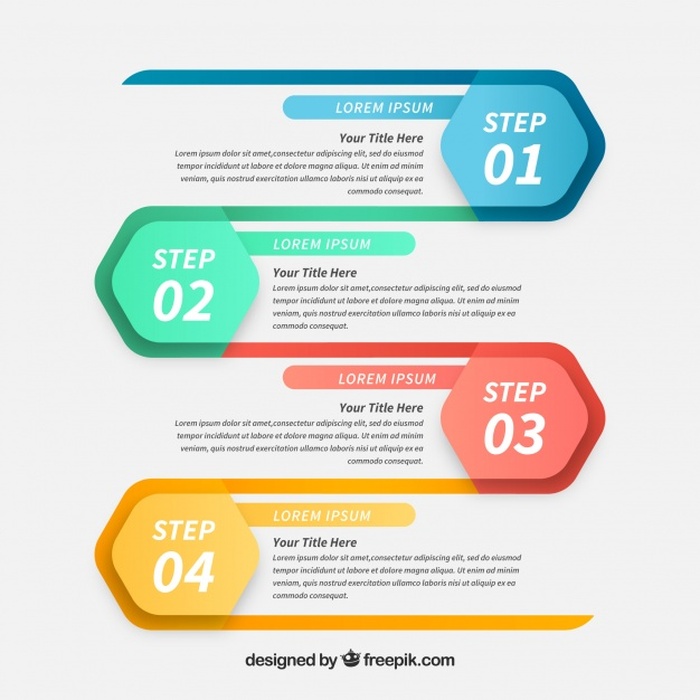 LOREM IPSUM
STEP
01
Your Title Here
Lorem ipsum dolor sit amet,consectetur adipiscing elit, sed do eiusmod
tempor incididunt ut labore et dolore magna aliqua. Ut enim ad minim
veniam, quis nostrud exercitation ullamco laboris nisi ut aliquip ex ea
commodo consequat.
STEP
02
LOREM IPSUM
Your Title Here
Lorem ipsum dolor sit amet,consectetur adipiscing elit, sed do eiusmod
tempor incididunt ut labore et dolore magna aliqua. Ut enim ad minim
veniam, quis nostrud exercitation ullamco laboris nisi ut aliquip ex ea
commodo consequat.
LOREM IPSUM
STEP
03
Your Title Here
Lorem ipsum dolor sit amet,consectetur adipiscing elit, sed do eiusmod
tempor incididunt ut labore et dolore magna aliqua. Ut enim ad minim
veniam, quis nostrud exercitation ullamco laboris nisi ut aliquip ex ea
commodo consequat.
STEP
04
LOREM IPSUM
Your Title Here
Lorem ipsum dolor sit amet,consectetur adipiscing elit, sed do eiusmod
tempor incididunt ut labore et dolore magna aliqua. Ut enim ad minim
veniam, quis nostrud exercitation ullamco laboris nisi ut aliquip ex ea
commodo consequat.
designed by freepik.com